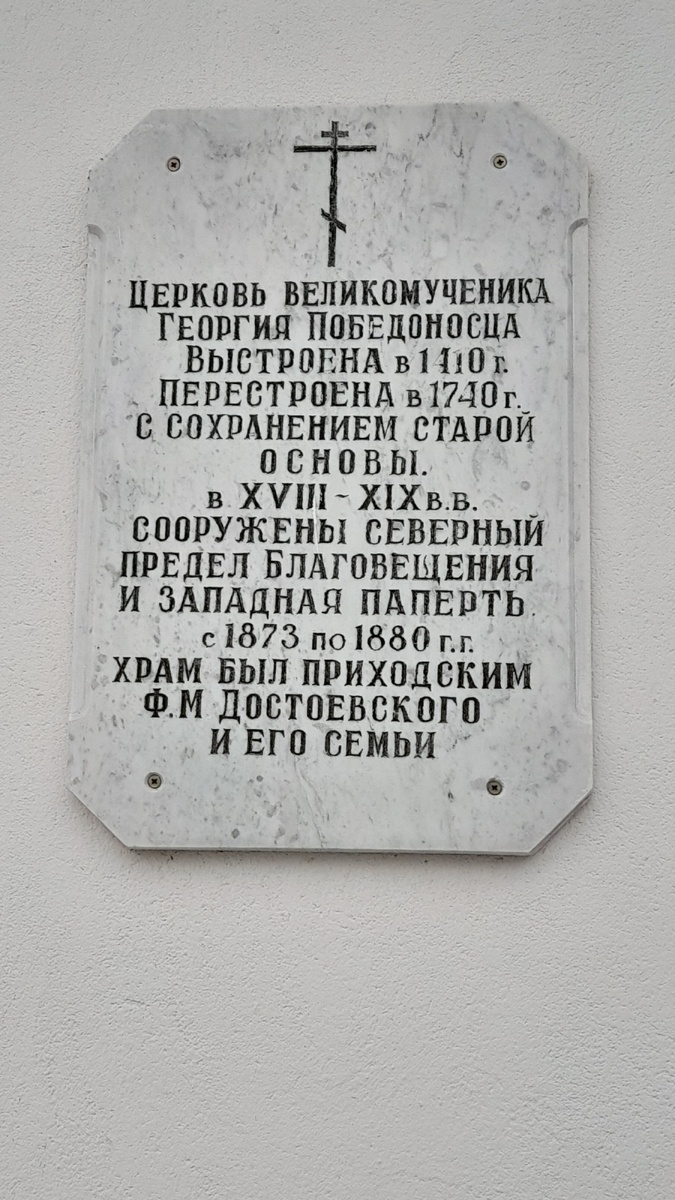 Церковь великомученика
Георгия Победоносца
Выстроена в 1410 г.
перестроена в 1740 г.
с сохранением старой
основы.
в XVIII - XIX в.в.
сооружены северный
предел Благовещения
и западная паперть
с 1873 по 1880 г.г.
храм был приходским
Ф.М Достоевского
и его семьи